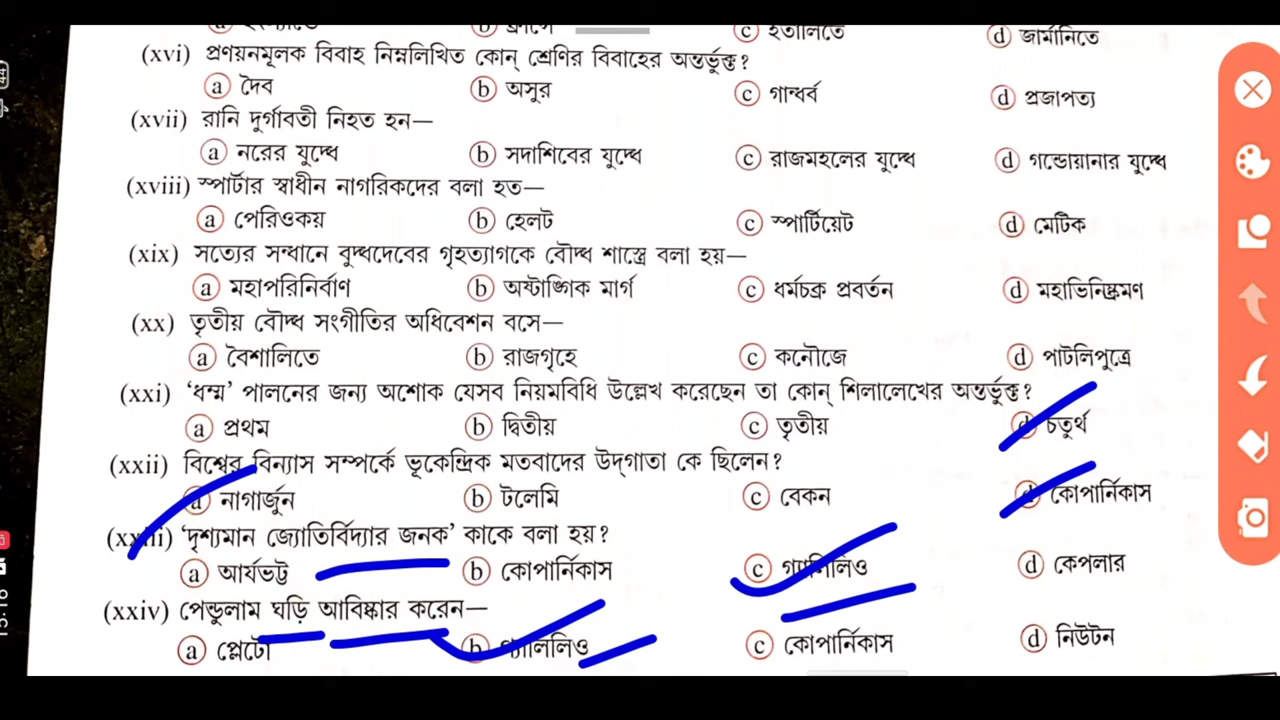 ⓑ ফ্রান্সে ⓒ ইতালিতে ⓓ জার্মানিতে
(xvi) প্রণয়নমূলক বিবাহ নিম্নলিখিত কোন্ শ্রেণির বিবাহের অন্তর্ভুক্ত?
ⓐ দৈব ⓑ অসুর ⓒ গান্ধর্ব ⓓ প্রজাপত্য
(xvii) রানি দুর্গাবতী নিহত হন—
ⓐ নরের যুদ্ধে ⓑ সদাশিবের যুদ্ধে ⓒ রাজমহলের যুদ্ধে ⓓ গন্ডোয়ানার যুদ্ধে
(xviii) স্পার্টার স্বাধীন নাগরিকদের বলা হত—
ⓐ পেরিওকয় ⓑ হেলট ⓒ স্পার্টিয়েট ⓓ মেটিক
(xix) সত্যের সন্ধানে বুদ্ধদেবের গৃহত্যাগকে বৌদ্ধ শাস্ত্রে বলা হয়—
ⓐ মহাপরিনির্বাণ ⓑ অষ্টাঙ্গিক মার্গ ⓒ ধর্মচক্র প্রবর্তন ⓓ মহাভিনিষ্ক্রমণ
(xx) তৃতীয় বৌদ্ধ সংগীতির অধিবেশন বসে—
ⓐ বৈশালিতে ⓑ রাজগৃহে ⓒ কনৌজে ⓓ পাটলিপুত্রে
(xxi) ‘ধম্ম’ পালনের জন্য অশোক যেসব নিয়মবিধি উল্লেখ করেছেন তা কোন্ শিলালেখের অন্তর্ভুক্ত?
ⓐ প্রথম ⓑ দ্বিতীয় ⓒ তৃতীয় ⓓ চতুর্থ
(xxii) বিশ্বের বিন্যাস সম্পর্কে ভূকেন্দ্রিক মতবাদের উদ্‌গাতা কে ছিলেন?
ⓐ নাগার্জুন ⓑ টলেমি ⓒ বেকন ⓓ কোপার্নিকাস
(xxiii) ‘দৃশ্যমান জ্যোতির্বিদ্যার জনক’ কাকে বলা হয়?
ⓐ আর্যভট্ট ⓑ কোপার্নিকাস ⓒ গ্যালিলিও ⓓ কেপলার
(xxiv) পেন্ডুলাম ঘড়ি আবিষ্কার করেন—
ⓐ প্লেটো ⓑ গ্যালিলিও ⓒ কোপার্নিকাস ⓓ নিউটন